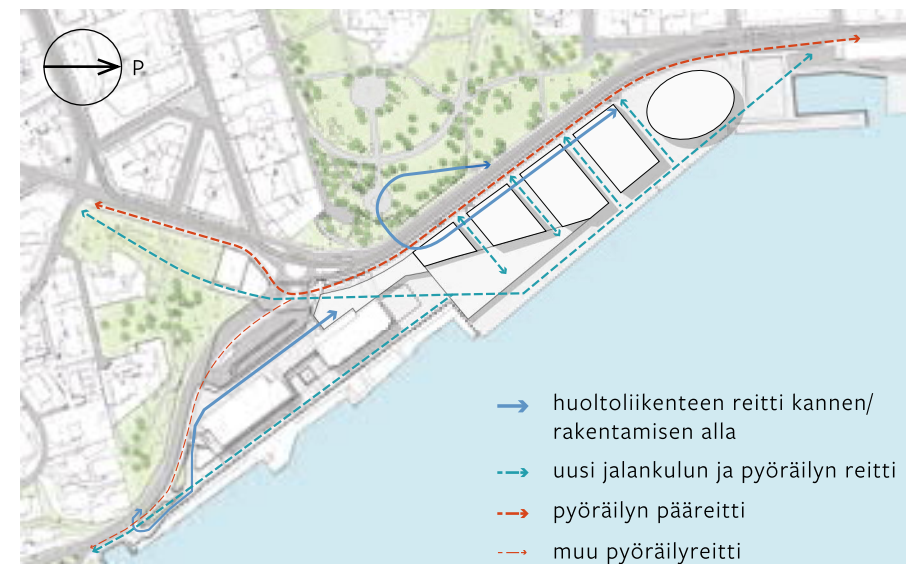 P
huoltoliikenteen reitti kannen/
rakentamisen alla
uusi jalankulun ja pyöräilyn reitti
pyöräilyn pääreitti
muu pyöräilyreitti